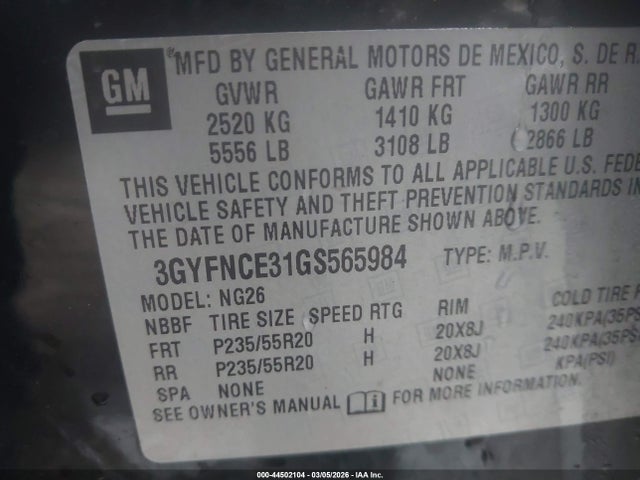 GM
MFD BY GENERAL MOTORS DE MEXICO, S. DE R.
GVWR GAWR FRT GAWR RR
2520 KG 1410 KG 1300 KG
5556 LB 3108 LB 2866 LB
THIS VEHICLE CONFORMS TO ALL APPLICABLE U.S. FEDE
VEHICLE SAFETY AND THEFT PREVENTION STANDARDS IN
THE DATE OF MANUFACTURE SHOWN ABOVE.
3GYFNCE31GS565984 TYPE: M.P.V.
MODEL: NG26
NBBF TIRE SIZE SPEED RTG RIM COLD TIRE P
FRT P235/55R20 H 20X8J 240KPA(35PS
RR P235/55R20 H 20X8J 240KPA(35PS
SPA NONE NONE KPA(PSI)
SEE OWNER'S MANUAL FOR MORE INFORMATION.
000-44502104 | 03/05/2026 | IAA Inc.